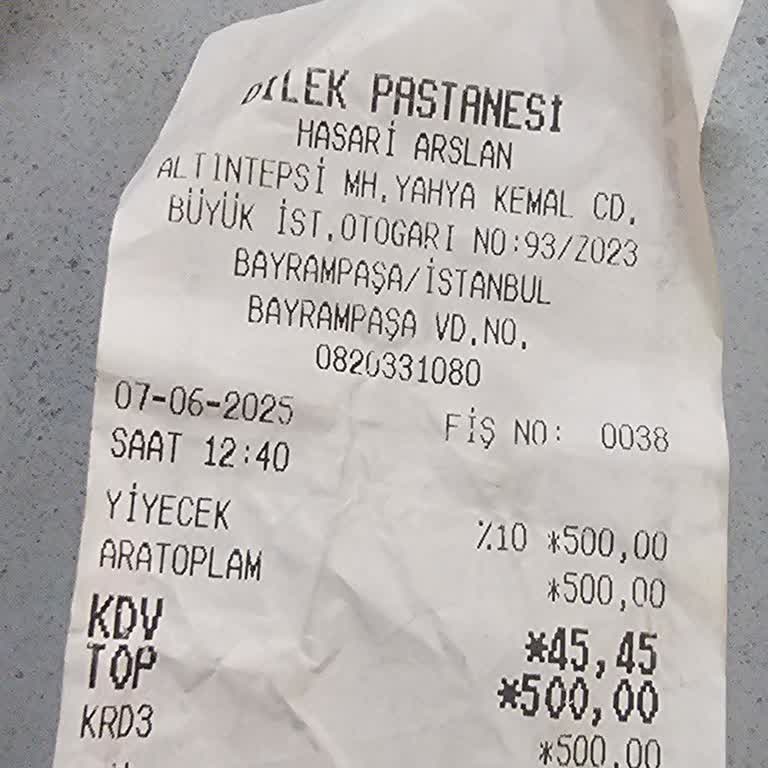 DİLEK PASTANESİ
HASARİ ARSLAN
ALTINTEPSİ MH.YAHYA KEMAL CD.
BÜYÜK İST.OTOGARI NO:93/Z023
BAYRAMPAŞA/İSTANBUL
BAYRAMPAŞA VD.NO.
0820331080
07-06-2025 FİŞ NO: 0038
SAAT 12:40
YİYECEK %10 *500,00
ARATOPLAM *500,00
KDV *45,45
TOP *500,00
KRD3 *500,00